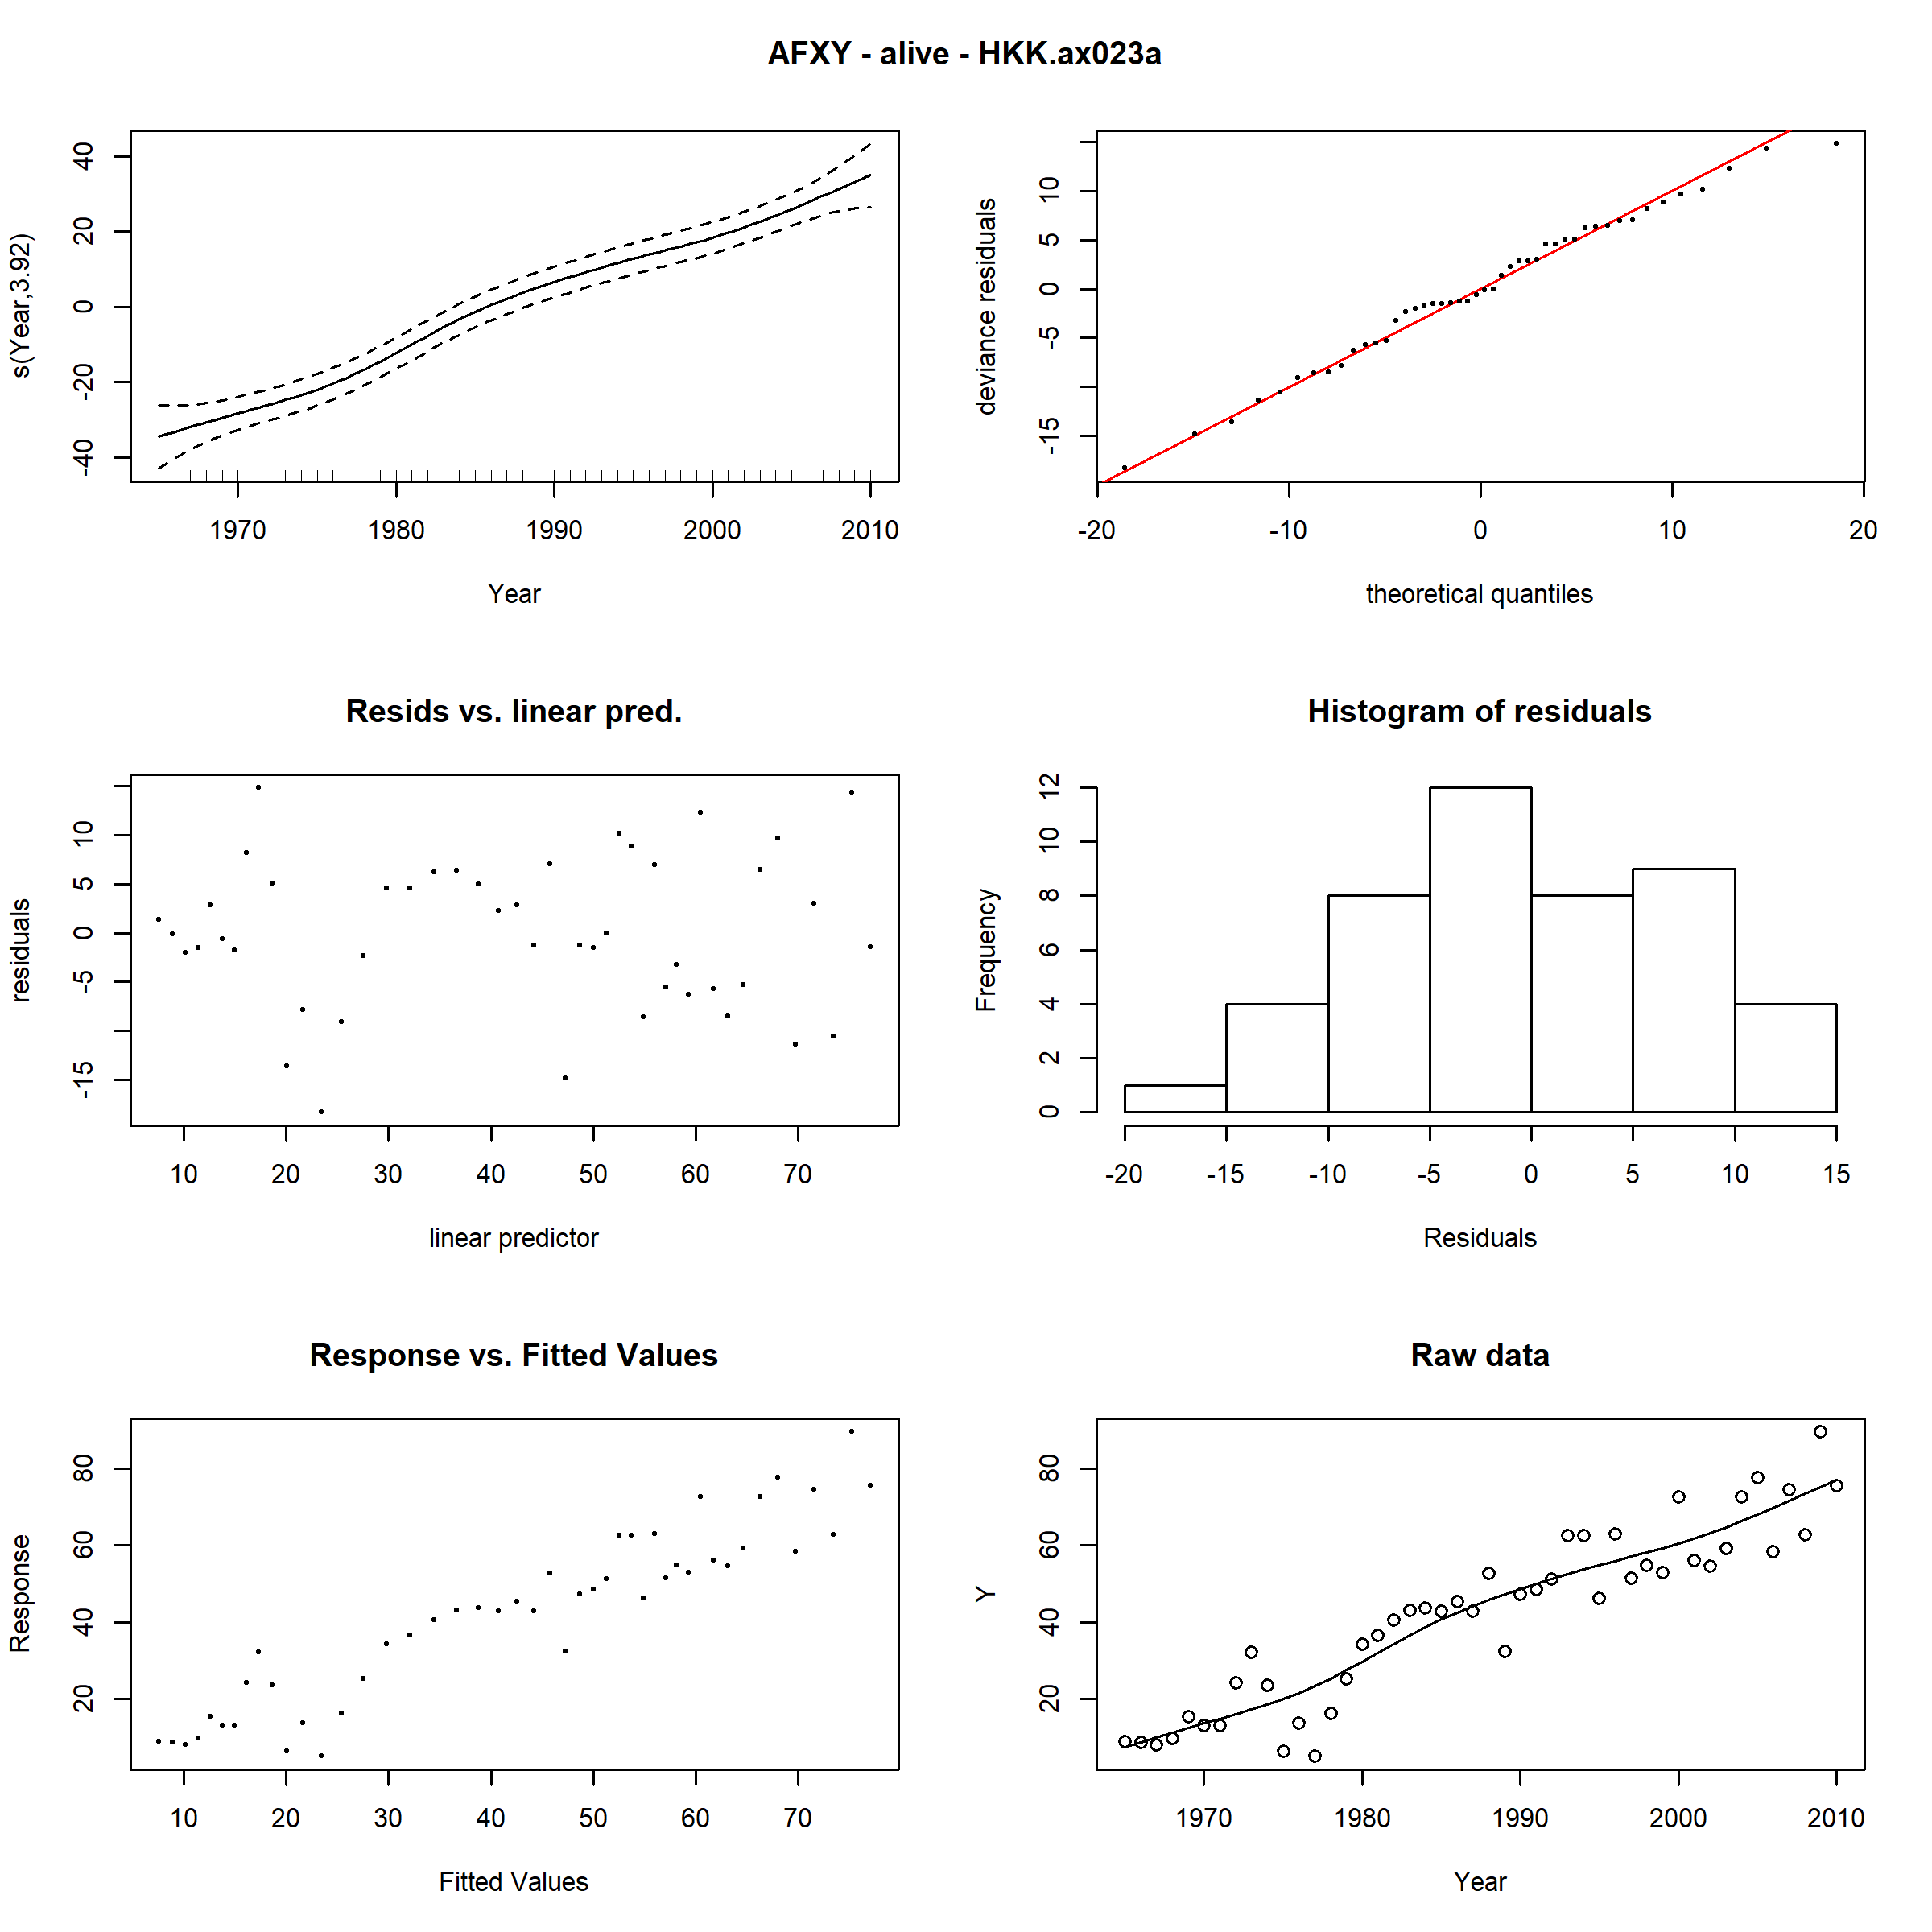 AFXY - alive - HKK.ax023a
s(Year,3.92)
40
20
0
-20
-40
1970 1980 1990 2000 2010
Year
deviance residuals
10
5
0
-5
-15
-20 -10 0 10 20
theoretical quantiles
Resids vs. linear pred.
residuals
10
5
0
-5
-15
10 20 30 40 50 60 70
linear predictor
Histogram of residuals
Frequency
12
10
8
6
4
2
0
-20 -15 -10 -5 0 5 10 15
Residuals
Response vs. Fitted Values
Response
80
60
40
20
10 20 30 40 50 60 70
Fitted Values
Raw data
Y
80
60
40
20
1970 1980 1990 2000 2010
Year